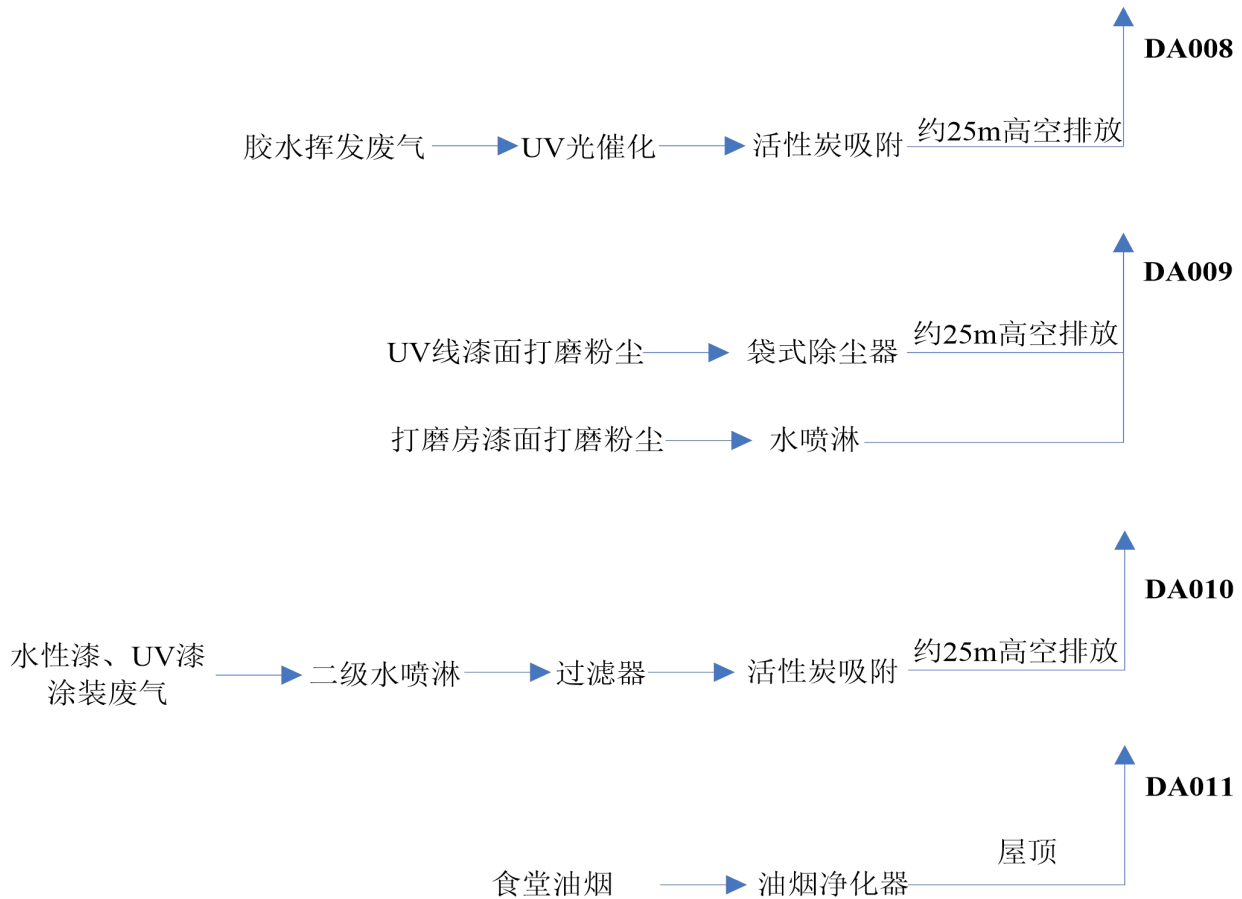 DA008
胶水挥发废气
UV光催化
活性炭吸附
约25m高空排放
DA009
UV线漆面打磨粉尘
袋式除尘器
约25m高空排放
打磨房漆面打磨粉尘
水喷淋
DA010
水性漆、UV漆
涂装废气
二级水喷淋
过滤器
活性炭吸附
约25m高空排放
DA011
食堂油烟
油烟净化器
屋顶